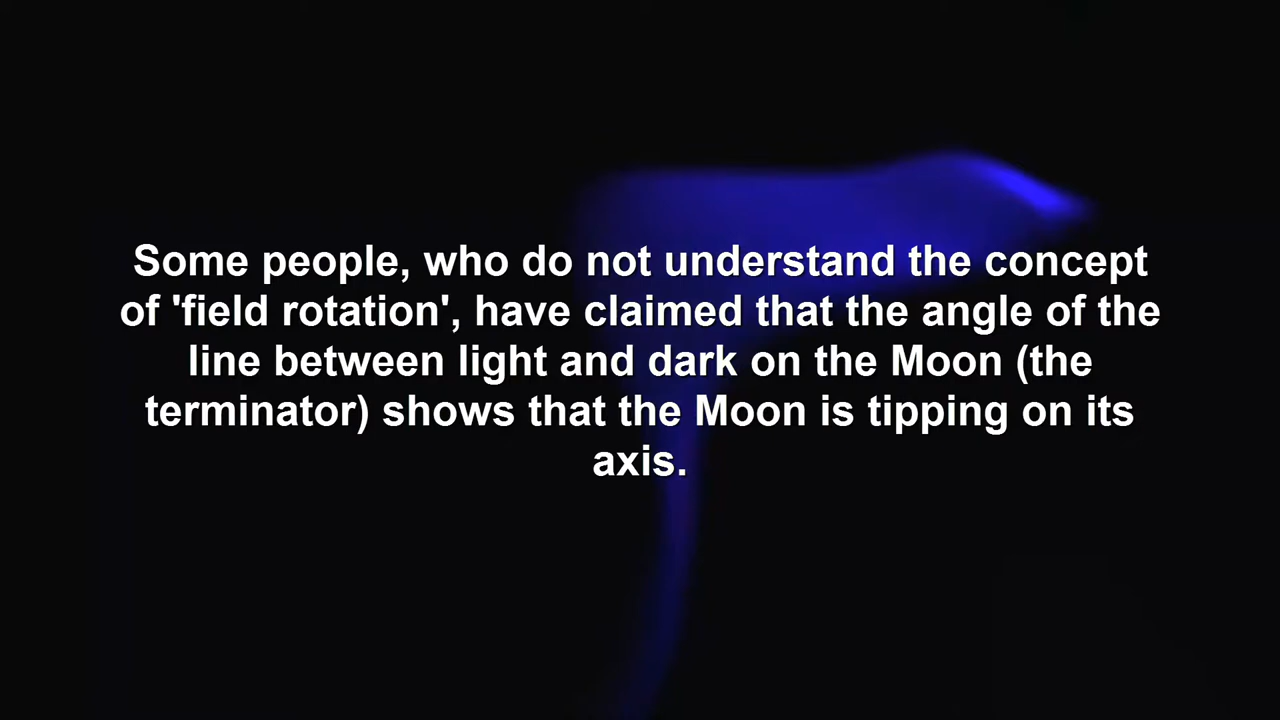 Some people, who do not understand the concept
of 'field rotation', have claimed that the angle of the
line between light and dark on the Moon (the
terminator) shows that the Moon is tipping on its
axis.